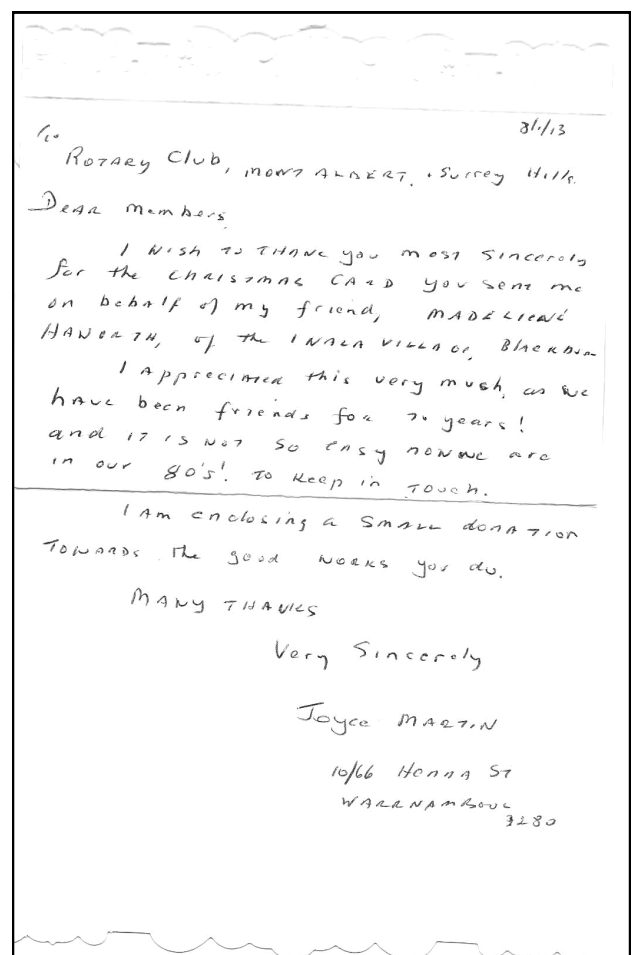 8/1/13
To
Rotary Club, MONT ALBERT. + Surrey Hills.
Dear Members,
I WISH TO THANK you most sincerely
for the CHRISTMAS CARD you sent me
on behalf of my friend, MADELIENE
HAWORTH, of the INALA VILLAGE, Blackburn
I Appreciated this very much, as we
have been friends for 70 years!
and IT IS NOT so easy now we are
in our 80's! To keep in TOUCH.
I Am enclosing a SMALL donation
TOWARDS the good works you do.
MANY THANKS
Very Sincerely
Joyce MARTIN
10/66 Henna ST
WARRNAMBOOL
3280